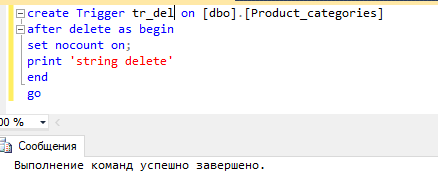 create Trigger tr_del on [dbo].[Product_categories]
after delete as begin
set nocount on;
print 'string delete'
end
go
00 %
Сообщения
Выполнение команд успешно завершено.